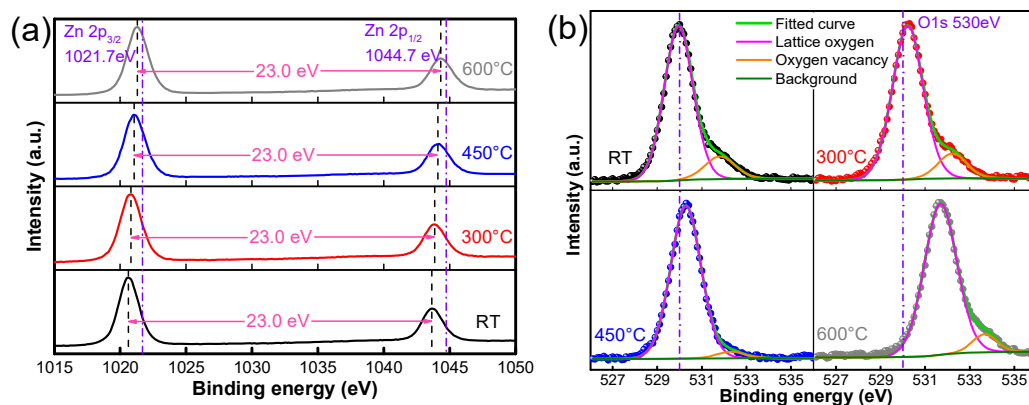 (a)
Zn 2p3/2
1021.7eV
Zn 2p1/2
1044.7 eV
600°C
23.0 eV
450°C
23.0 eV
300°C
23.0 eV
RT
23.0 eV
Intensity (a.u.)
1015 1020 1025 1030 1035 1040 1045 1050
Binding energy (eV)
(b)
Fitted curve
Lattice oxygen
Oxygen vacancy
Background
O1s 530eV
RT
300°C
450°C
600°C
Intensity (a.u.)
527 529 531 533 535 527 529 531 533 535
Binding energy (eV)